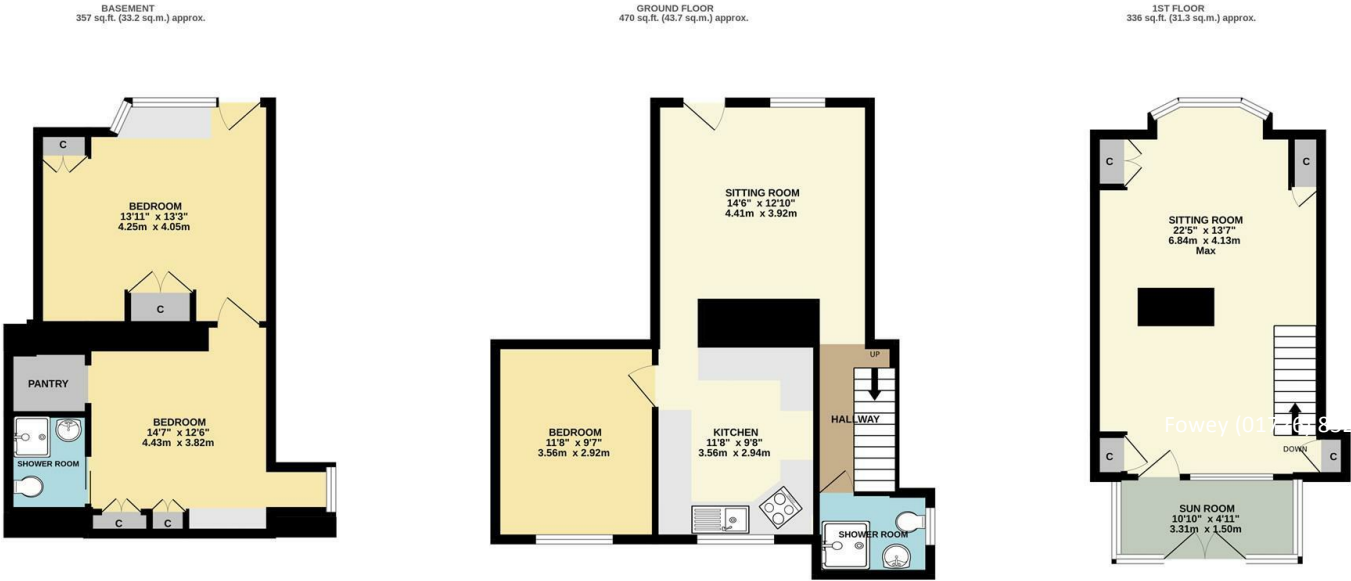 BASEMENT
357 sq.ft. (33.2 sq.m.) approx.
C
BEDROOM
13'11" x 13'3"
4.25m x 4.05m
C
PANTRY
BEDROOM
14'7" x 12'6"
4.43m x 3.82m
SHOWER ROOM
C
C
GROUND FLOOR
470 sq.ft. (43.7 sq.m.) approx.
SITTING ROOM
14'6" x 12'10"
4.41m x 3.92m
UP
HALLWAY
BEDROOM
11'8" x 9'7"
3.56m x 2.92m
KITCHEN
11'8" x 9'8"
3.56m x 2.94m
SHOWER ROOM
1ST FLOOR
336 sq.ft. (31.3 sq.m.) approx.
C
C
SITTING ROOM
22'5" x 13'7"
6.84m x 4.13m
Max
Fowey
DOWN
C
C
SUN ROOM
10'10" x 4'11"
3.31m x 1.50m